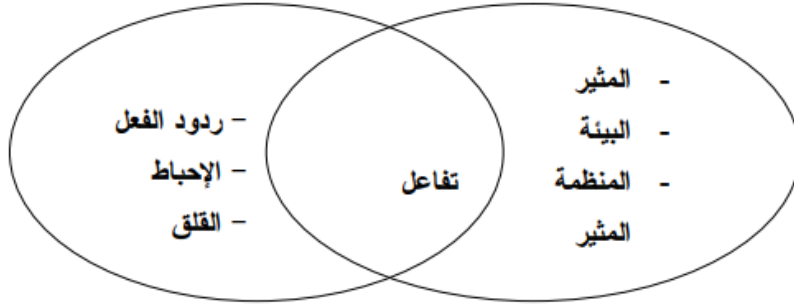 - المثير
- البيئة
- المنظمة
المثير
تفاعل
– ردود الفعل
– الإحباط
– القلق